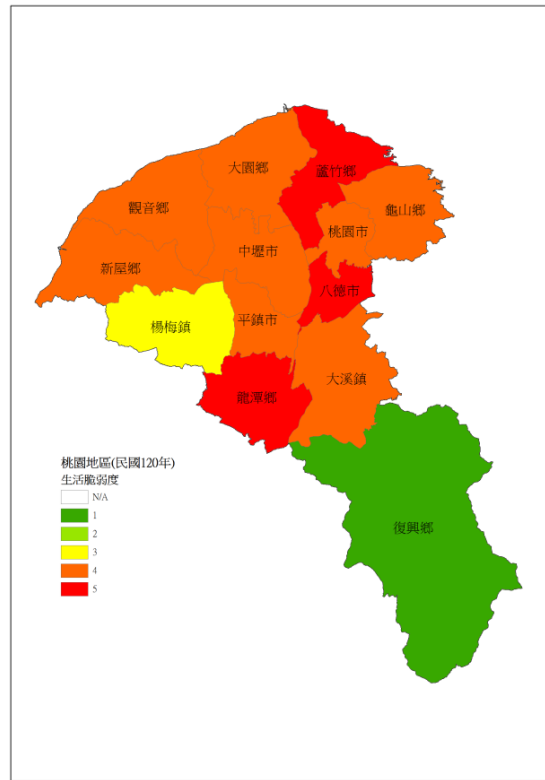 蘆竹鄉
大園鄉
觀音鄉
龜山鄉
桃園市
中壢市
新屋鄉
八德市
平鎮市
楊梅鎮
大溪鎮
龍潭鄉
復興鄉
桃園地區(民國120年)
生活脆弱度
N/A
1
2
3
4
5